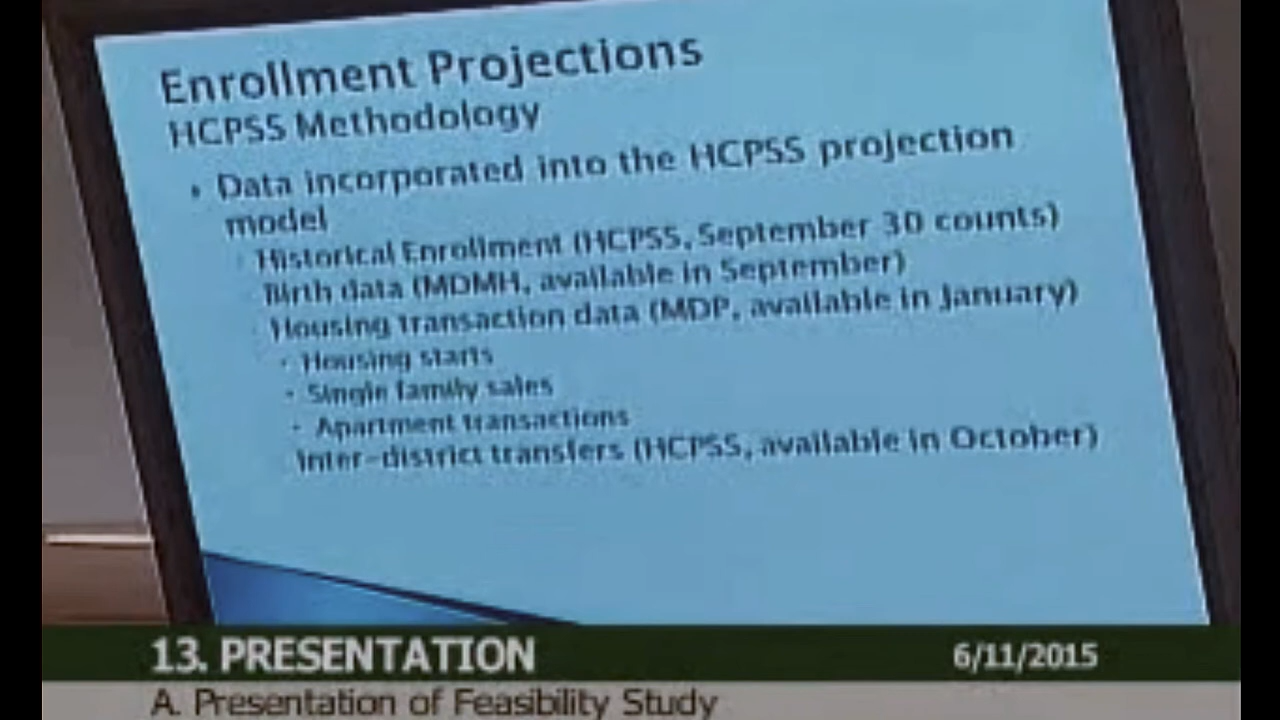 Enrollment Projections
HCPSS Methodology
Data incorporated into the HCPSS projection
model
Historical Enrollment (HCPSS, September 30 counts)
Birth data (MDMH, available in September)
Housing transaction data (MDP, available in January)
Housing starts
Single family sales
Apartment transactions
Inter-district transfers (HCPSS, available in October)
13. PRESENTATION
6/11/2015
A. Presentation of Feasibility Study